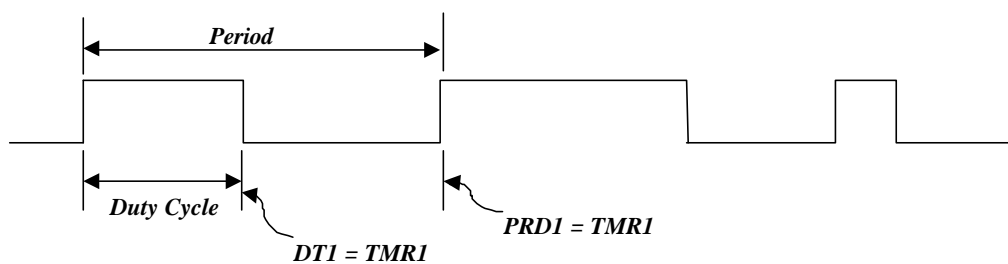 Period
Duty Cycle
PRD1 = TMR1
DT1 = TMR1